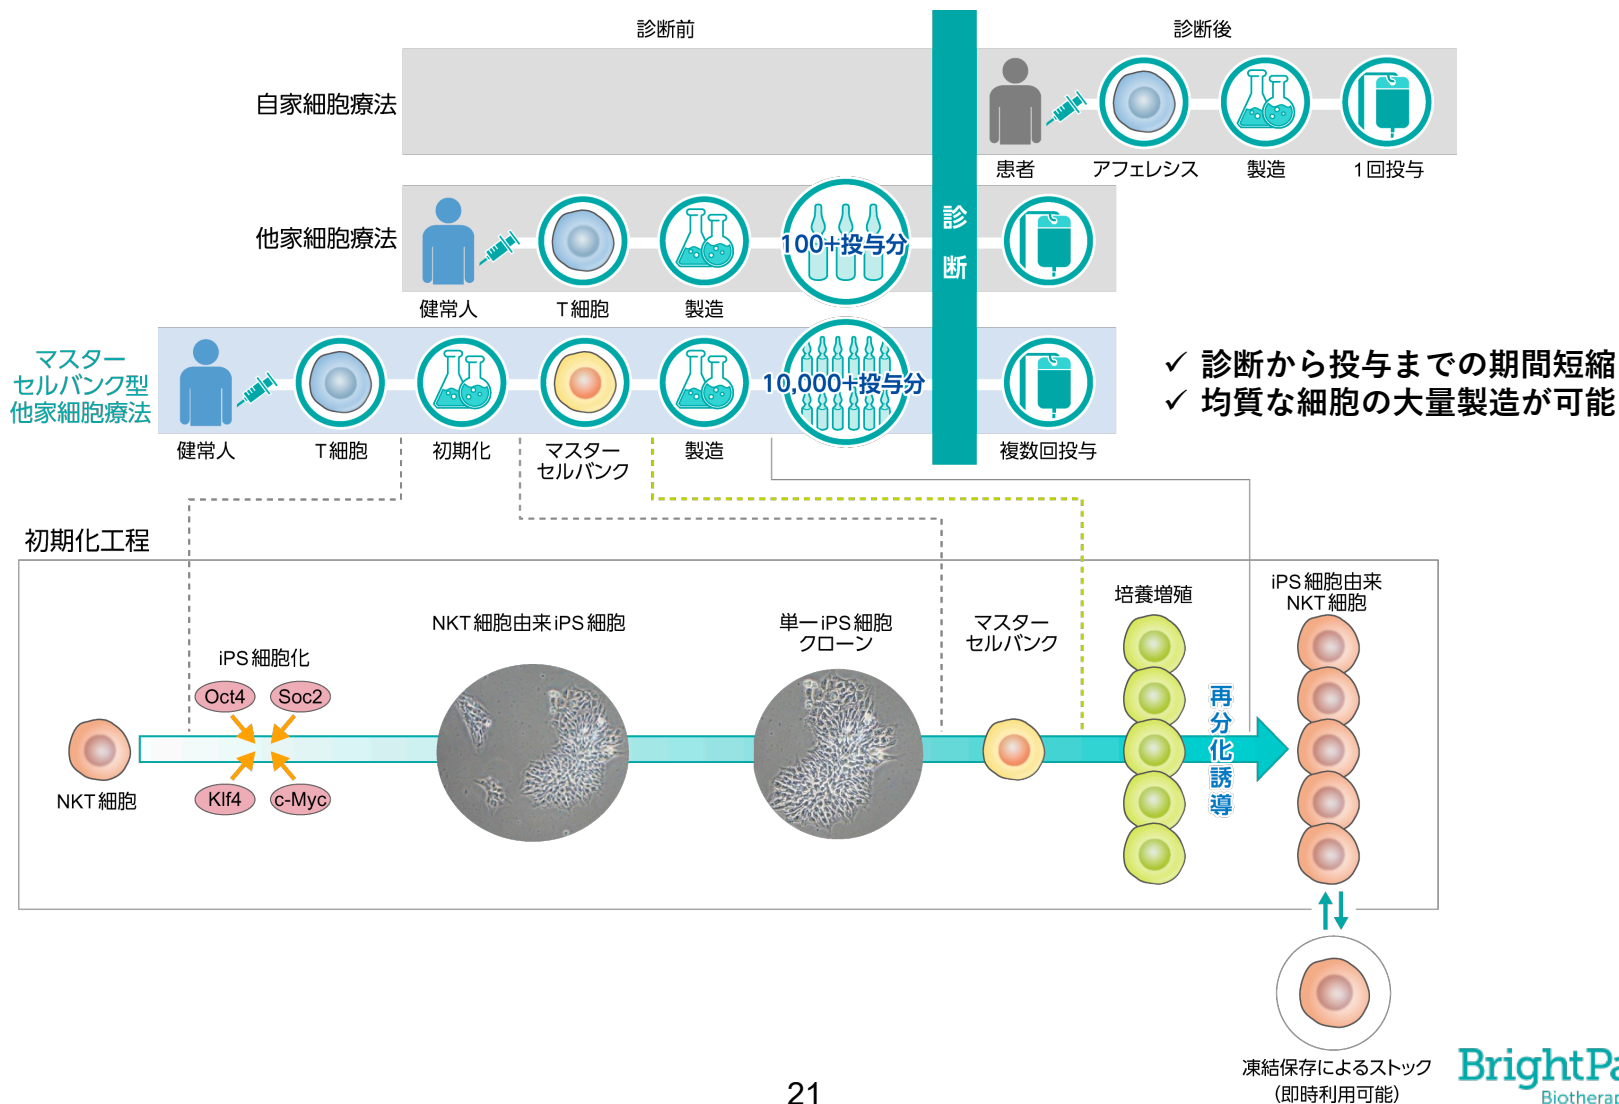 診断前
診断後
自家細胞療法
患者
アフェレシス
製造
1回投与
他家細胞療法
100+投与分
診断
健常人
T細胞
製造
マスター
セルバンク型
他家細胞療法
10,000+投与分
健常人
T細胞
初期化
マスター
セルバンク
製造
複数回投与
✓ 診断から投与までの期間短縮
✓ 均質な細胞の大量製造が可能
初期化工程
iPS細胞化
Oct4
Soc2
Klf4
c-Myc
NKT細胞
NKT細胞由来iPS細胞
単一iPS細胞
クローン
マスター
セルバンク
培養増殖
再分化誘導
iPS細胞由来
NKT細胞
凍結保存によるストック
(即時利用可能)
21
BrightPa
Biotherap